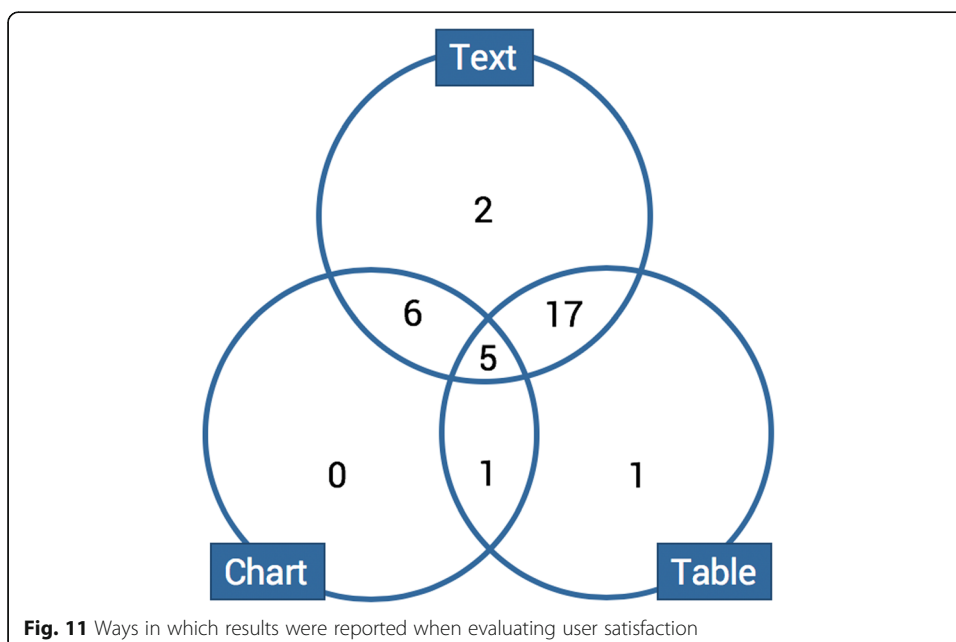 Text
2
6
17
5
0
1
1
Chart
Table
Fig. 11 Ways in which results were reported when evaluating user satisfaction